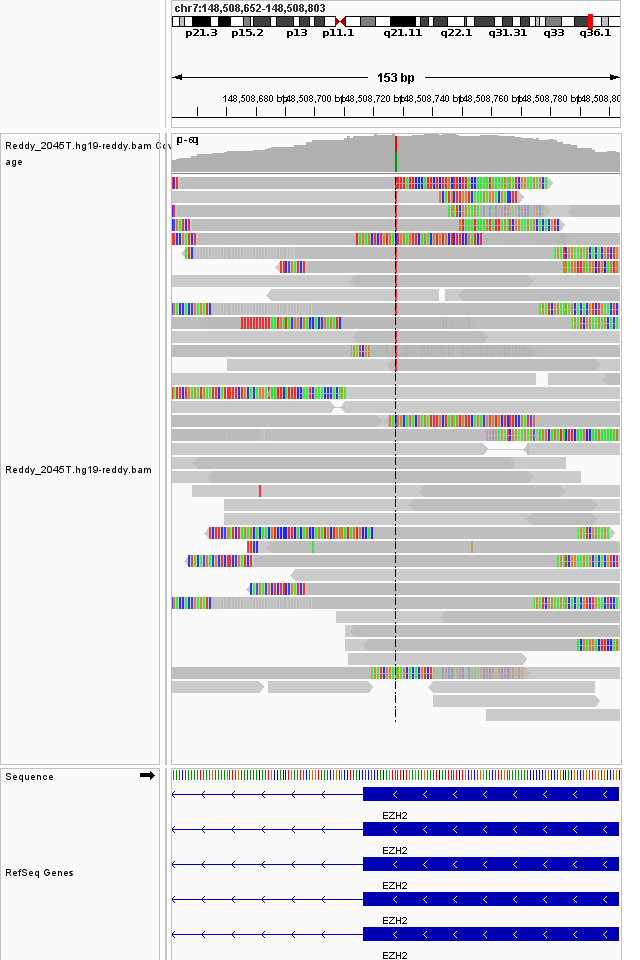 chr7:148,508,652-148,508,803
p21.3 p15.2 p13 p11.1 q21.11 q22.1 q31.31 q33 q36.1
153 bp
148,508,680 bp 148,508,700 bp 148,508,720 bp 148,508,740 bp 148,508,760 bp 148,508,780 bp 148,508,80
Reddy_2045T.hg19-reddy.bam Cov
age
[0 - 60]
Reddy_2045T.hg19-reddy.bam
Sequence
EZH2
EZH2
RefSeq Genes
EZH2
EZH2
EZH2